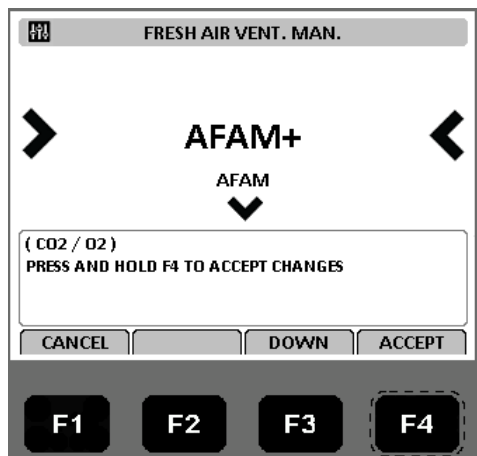 FRESH AIR VENT. MAN.
AFAM+
AFAM
( CO2 / O2 )
PRESS AND HOLD F4 TO ACCEPT CHANGES
CANCEL DOWN ACCEPT
F1 F2 F3 F4